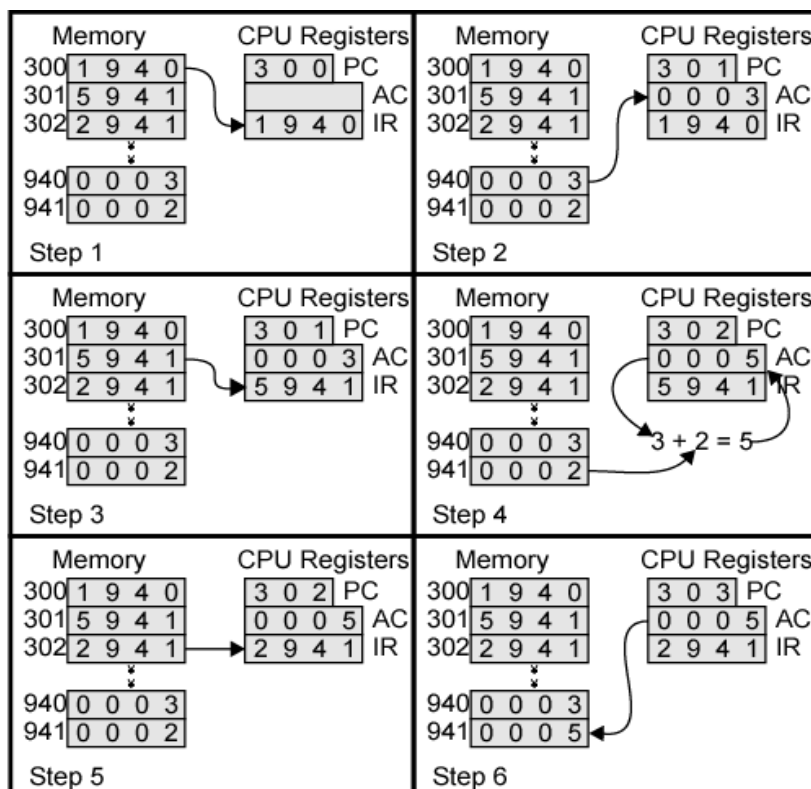 Memory CPU Registers
300 1 9 4 0 3 0 0 PC
301 5 9 4 1 AC
302 2 9 4 1 1 9 4 0 IR
940 0 0 0 3
941 0 0 0 2
Step 1
Memory CPU Registers
300 1 9 4 0 3 0 1 PC
301 5 9 4 1 0 0 0 3 AC
302 2 9 4 1 1 9 4 0 IR
940 0 0 0 3
941 0 0 0 2
Step 2
Memory CPU Registers
300 1 9 4 0 3 0 1 PC
301 5 9 4 1 0 0 0 3 AC
302 2 9 4 1 5 9 4 1 IR
940 0 0 0 3
941 0 0 0 2
Step 3
Memory CPU Registers
300 1 9 4 0 3 0 2 PC
301 5 9 4 1 0 0 0 5 AC
302 2 9 4 1 5 9 4 1 IR
940 0 0 0 3 3 + 2 = 5
941 0 0 0 2
Step 4
Memory CPU Registers
300 1 9 4 0 3 0 2 PC
301 5 9 4 1 0 0 0 5 AC
302 2 9 4 1 2 9 4 1 IR
940 0 0 0 3
941 0 0 0 2
Step 5
Memory CPU Registers
300 1 9 4 0 3 0 3 PC
301 5 9 4 1 0 0 0 5 AC
302 2 9 4 1 2 9 4 1 IR
940 0 0 0 3
941 0 0 0 5
Step 6